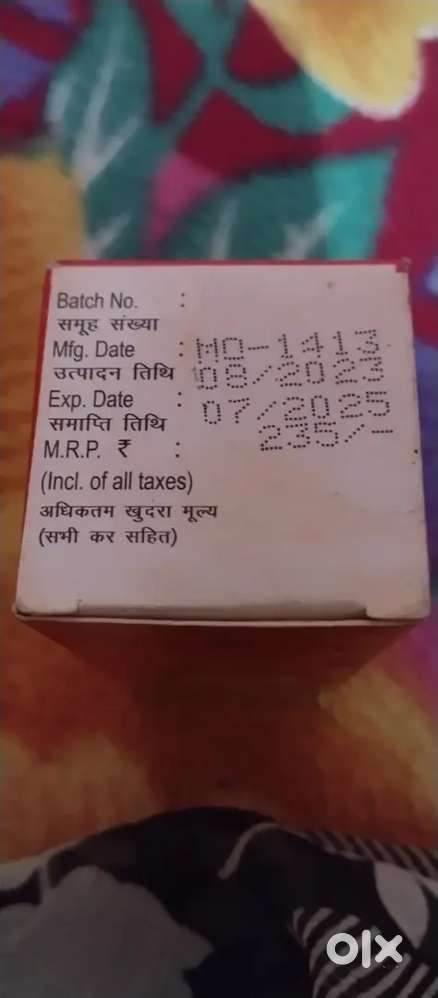 Batch No. :
समूह संख्या
Mfg. Date : MO-1413
उत्पादन तिथि 08/2023
Exp. Date : 07/2025
समाप्ति तिथि
M.R.P. ₹ : 235/-
(Incl. of all taxes)
अधिकतम खुदरा मूल्य
(सभी कर सहित)
olx